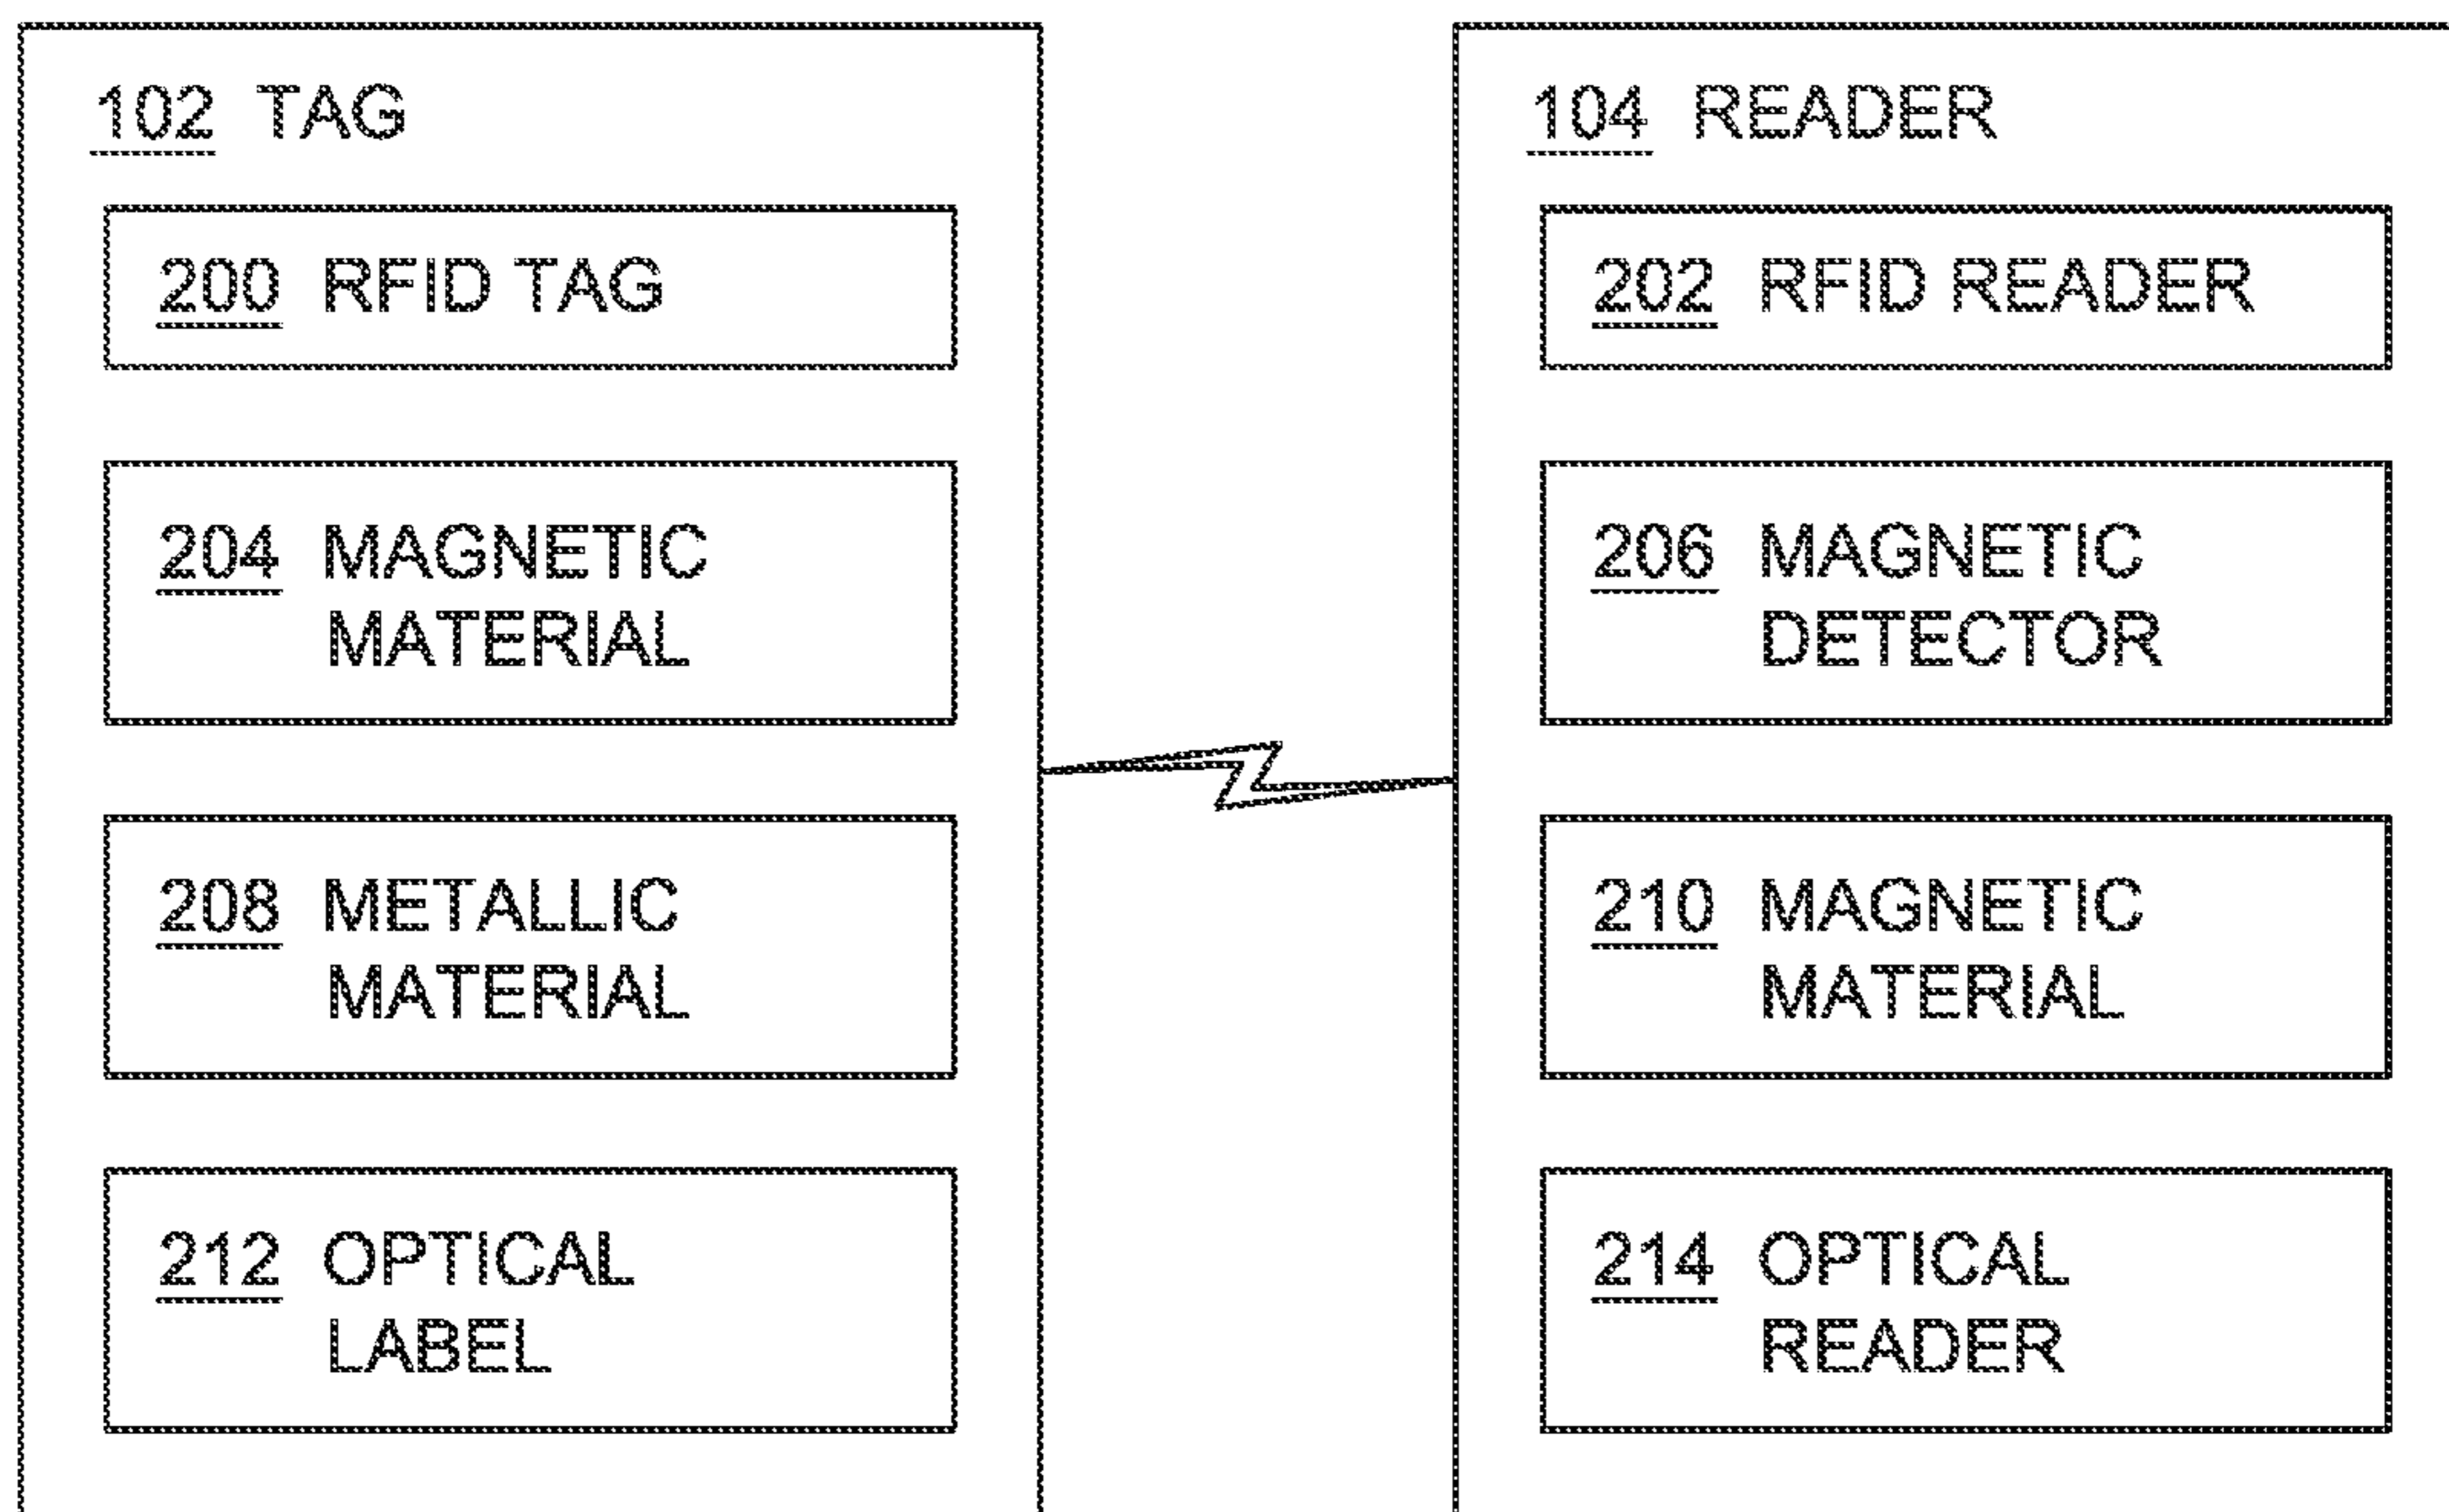 102 TAG
200 RFID TAG
204 MAGNETIC
MATERIAL
208 METALLIC
MATERIAL
212 OPTICAL
LABEL
104 READER
202 RFID READER
206 MAGNETIC
DETECTOR
210 MAGNETIC
MATERIAL
214 OPTICAL
READER